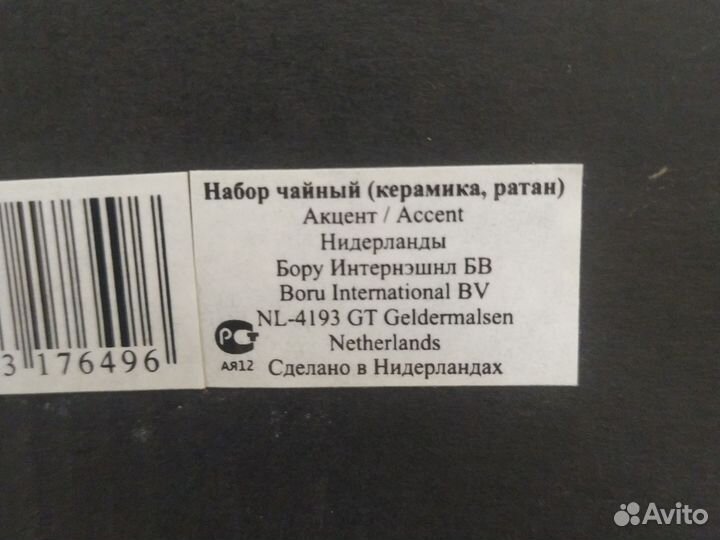 Набор чайный (керамика, ратан)
Акцент / Accent
Нидерланды
Бору Интернэшнл БВ
Boru International BV
NL-4193 GT Geldermalsen
Netherlands
Сделано в Нидерландах
РСТ
АЯ12
3 176496
Avito